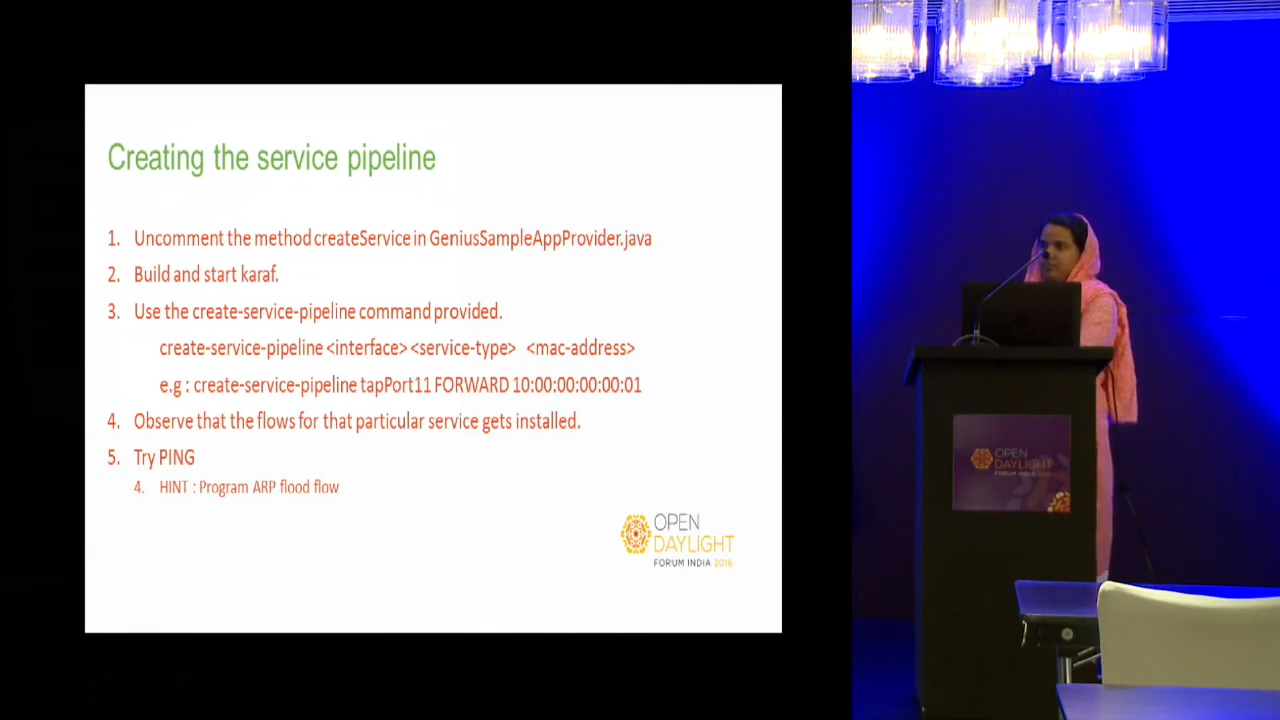 Creating the service pipeline
1. Uncomment the method createService in GeniusSampleAppProvider.java
2. Build and start karaf.
3. Use the create-service-pipeline command provided.
create-service-pipeline <interface> <service-type> <mac-address>
e.g : create-service-pipeline tapPort11 FORWARD 10:00:00:00:00:01
4. Observe that the flows for that particular service gets installed.
5. Try PING
4. HINT : Program ARP flood flow
OPEN
DAYLIGHT
FORUM INDIA 2016
OPEN
DAYLIGHT
FORUM INDIA 2016